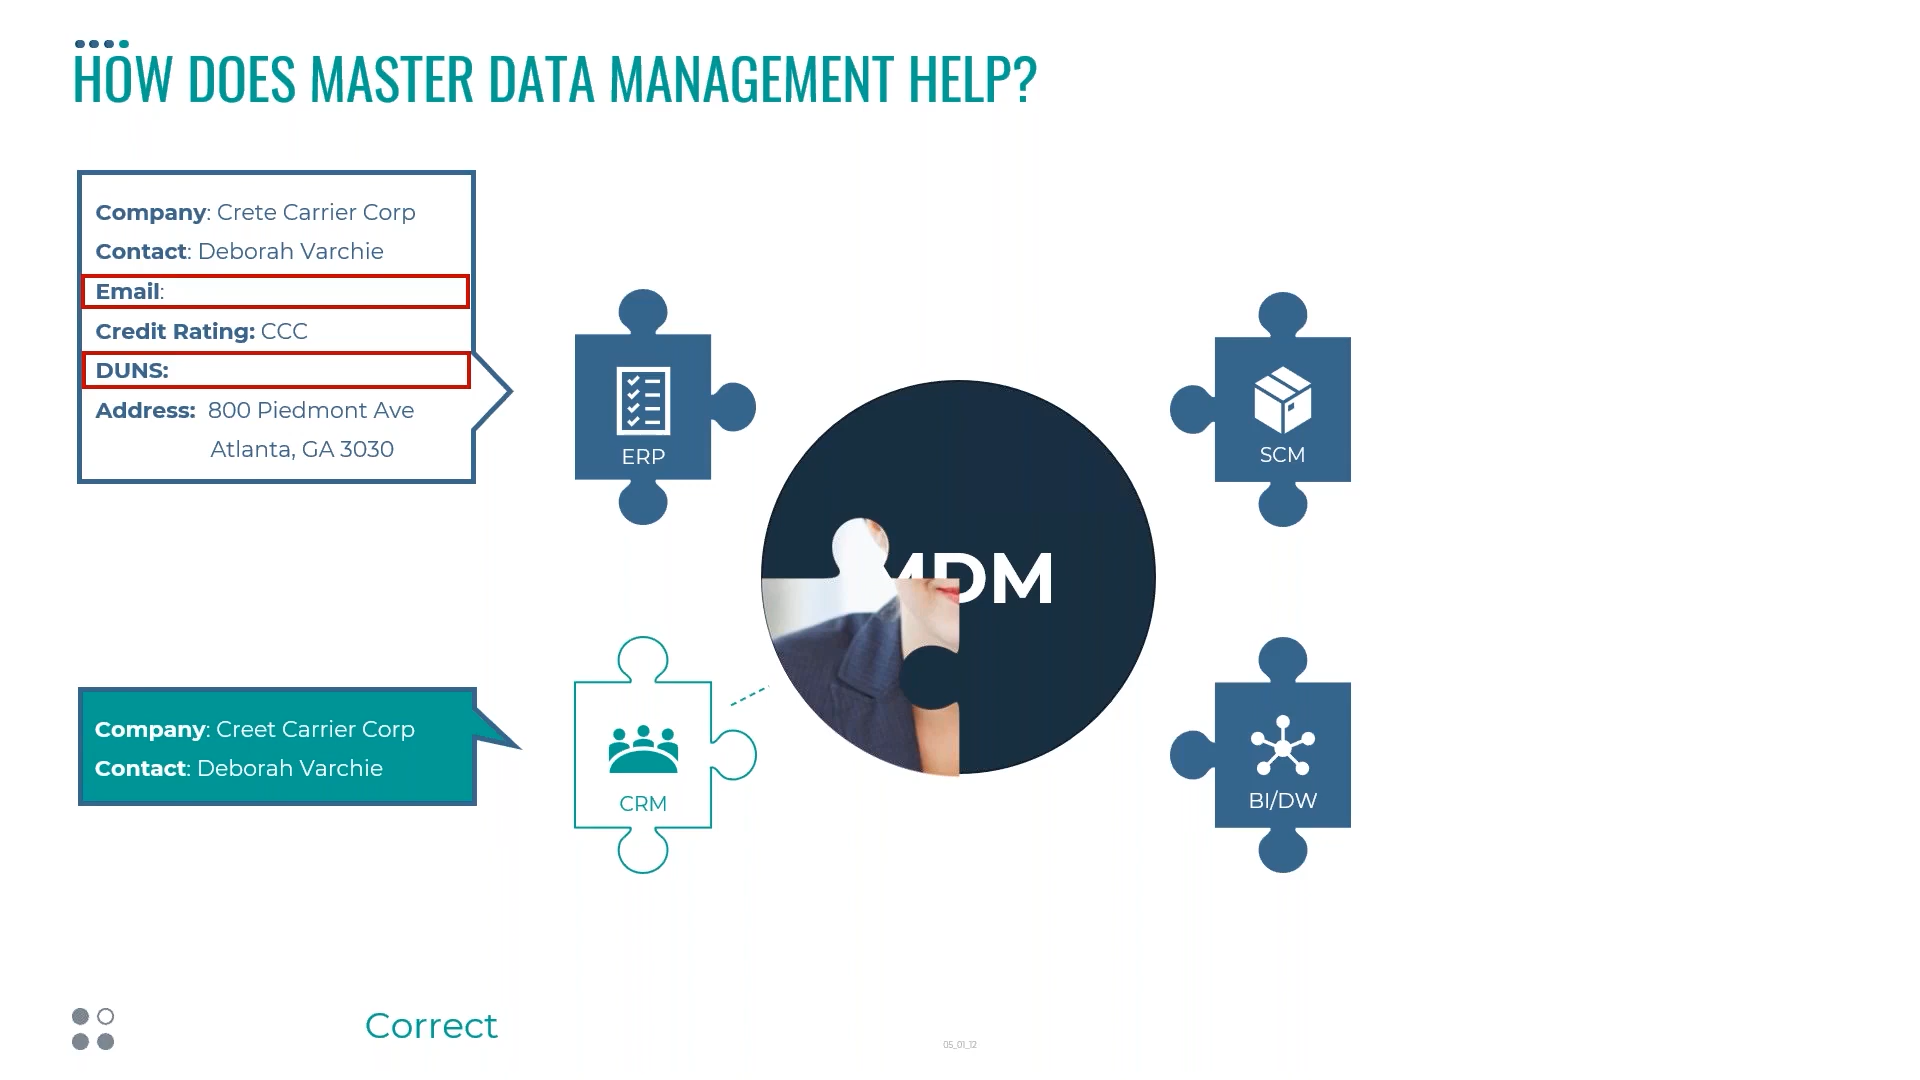 HOW DOES MASTER DATA MANAGEMENT HELP?
Company: Crete Carrier Corp
Contact: Deborah Varchie
Email:
Credit Rating: CCC
DUNS:
Address: 800 Piedmont Ave
Atlanta, GA 3030
ERP
SCM
MDM
Company: Creet Carrier Corp
Contact: Deborah Varchie
CRM
BI/DW
Correct
05_01_12